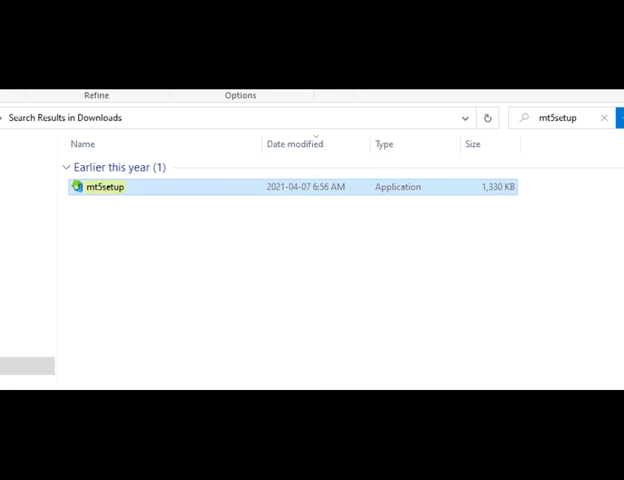 Refine Options
Search Results in Downloads mt5setup
Name Date modified Type Size
Earlier this year (1)
mt5setup 2021-04-07 6:56 AM Application 1,330 KB